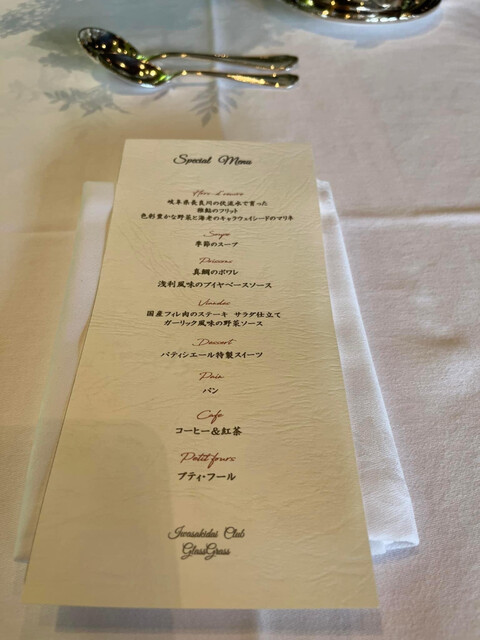 Special Menu
Hors-d'oeuvre
岐阜県長良川の伏流水で育った
稚鮎のフリット
色彩豊かな野菜と海老のキャラウェイシードのマリネ
Soupe
季節のスープ
Poissons
真鯛のポワレ
浅利風味のブイヤベースソース
Viandes
国産フィレ肉のステーキ サラダ仕立て
ガーリック風味の野菜ソース
Dessert
パティシエール特製スイーツ
Pain
パン
Cafe
コーヒー&紅茶
Petit fours
プティ・フール
Iwasakidai Club
GlassGrass